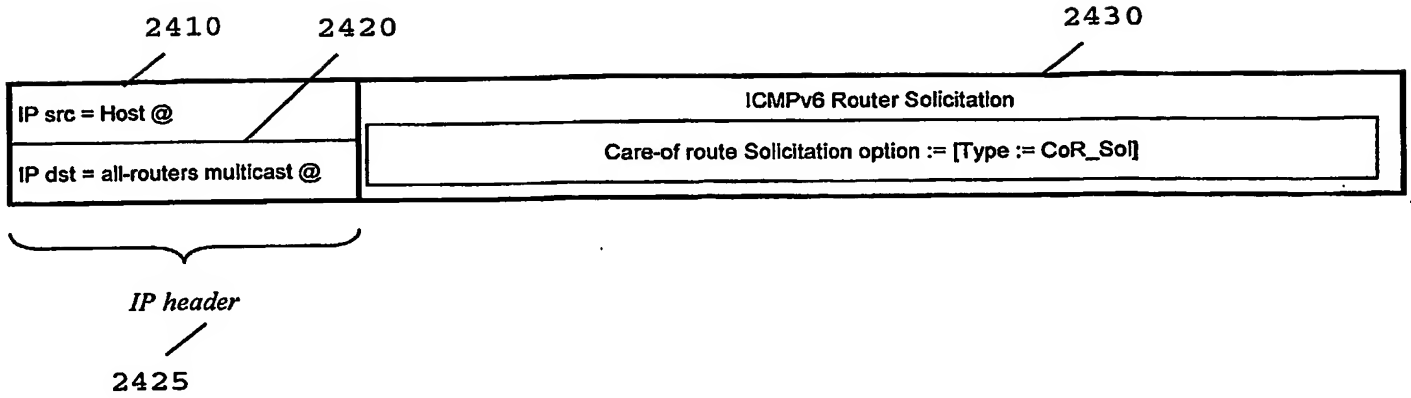 2410
2420
2430
IP src = Host @
IP dst = all-routers multicast @
ICMPv6 Router Solicitation
Care-of route Solicitation option := [Type := CoR_Sol]
IP header
2425